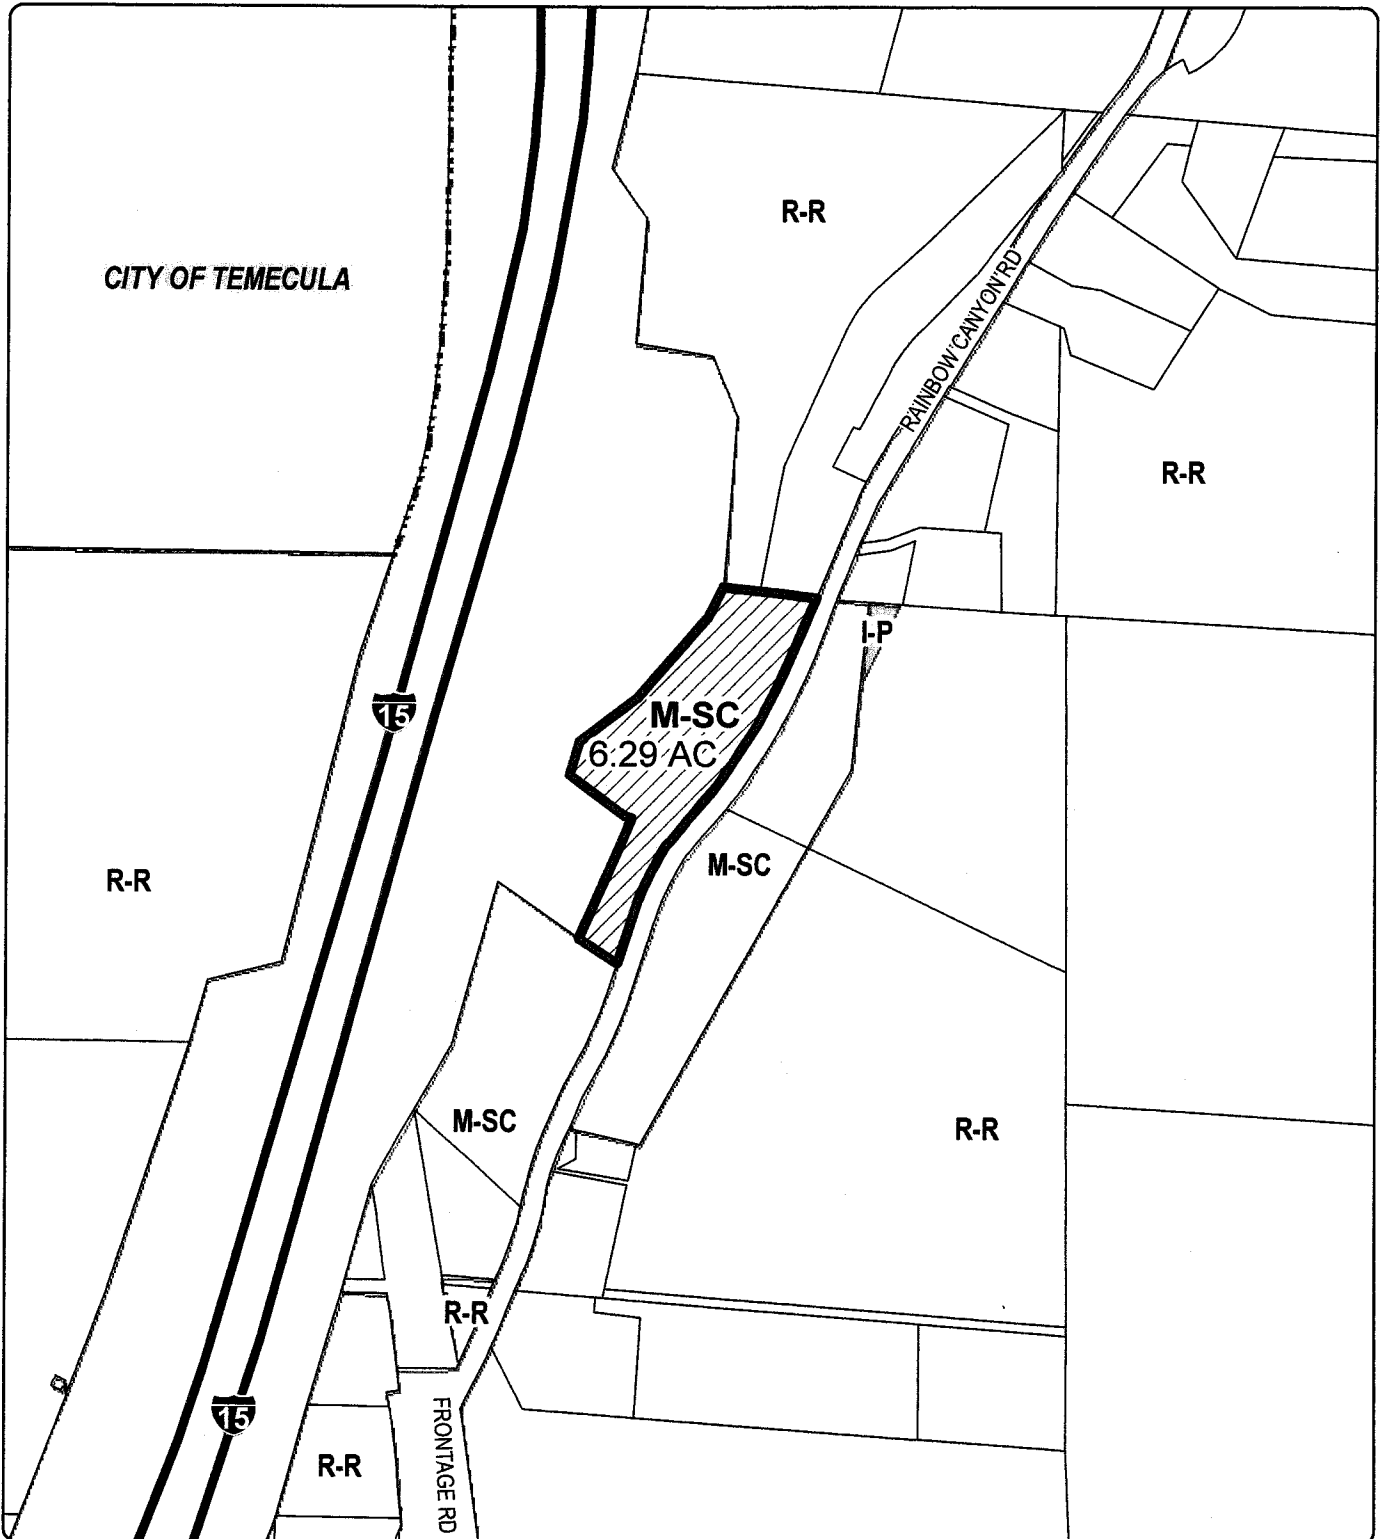 R-R
CITY OF TEMECULA
RAINBOW CANYON RD
R-R
I-P
15
M-SC
6.29 AC
M-SC
R-R
M-SC
R-R
R-R
15
FRONTAGE RD
R-R